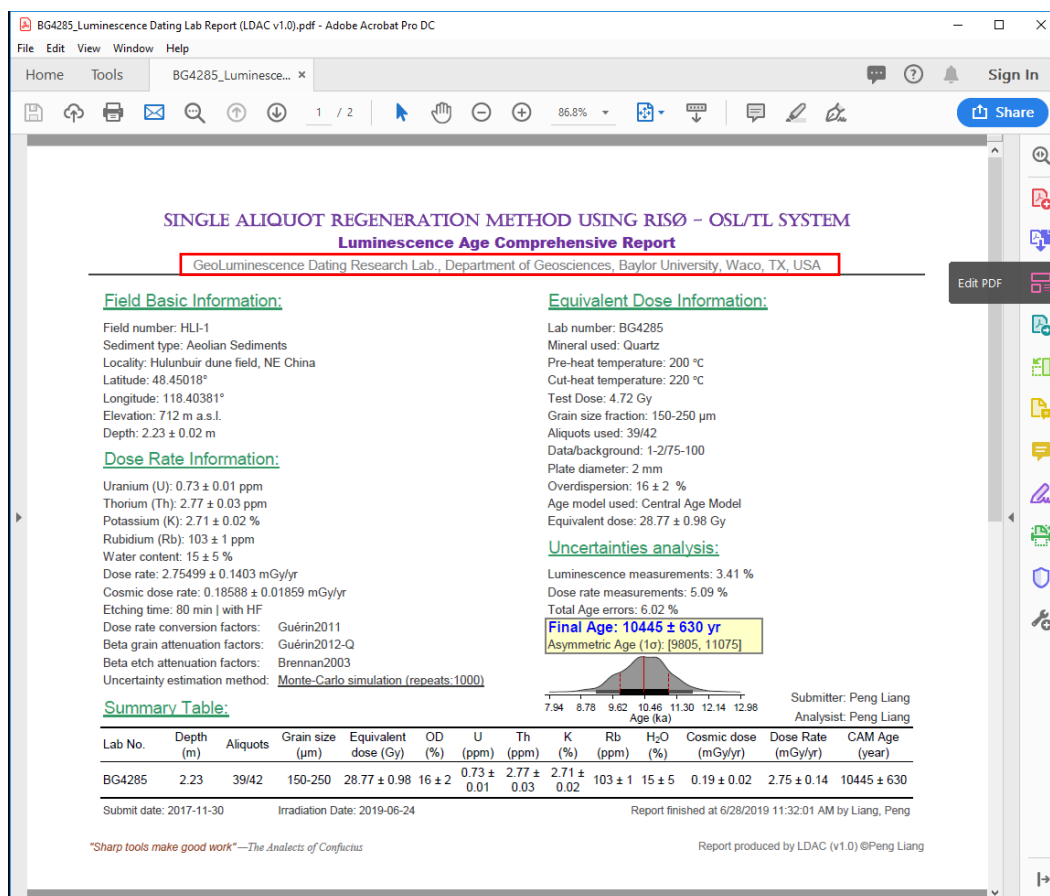 BG4285_Luminescence Dating Lab Report (LDAC v1.0).pdf - Adobe Acrobat Pro DC
File Edit View Window Help
Home Tools BG4285_Luminesce... × Sign In
1 / 2 86.8% Share
SINGLE ALIQUOT REGENERATION METHOD USING RISØ - OSL/TL SYSTEM
Luminescence Age Comprehensive Report
GeoLuminescence Dating Research Lab., Department of Geosciences, Baylor University, Waco, TX, USA
Edit PDF
Field Basic Information:
Field number: HLI-1
Sediment type: Aeolian Sediments
Locality: Hulunbuir dune field, NE China
Latitude: 48.45018°
Longitude: 118.40381°
Elevation: 712 m a.s.l.
Depth: 2.23 ± 0.02 m
Dose Rate Information:
Uranium (U): 0.73 ± 0.01 ppm
Thorium (Th): 2.77 ± 0.03 ppm
Potassium (K): 2.71 ± 0.02 %
Rubidium (Rb): 103 ± 1 ppm
Water content: 15 ± 5 %
Dose rate: 2.75499 ± 0.1403 mGy/yr
Cosmic dose rate: 0.18588 ± 0.01859 mGy/yr
Etching time: 80 min | with HF
Dose rate conversion factors: Guérin2011
Beta grain attenuation factors: Guérin2012-Q
Beta etch attenuation factors: Brennan2003
Uncertainty estimation method: Monte-Carlo simulation (repeats:1000)
Equivalent Dose Information:
Lab number: BG4285
Mineral used: Quartz
Pre-heat temperature: 200 °C
Cut-heat temperature: 220 °C
Test Dose: 4.72 Gy
Grain size fraction: 150-250 μm
Aliquots used: 39/42
Data/background: 1-2/75-100
Plate diameter: 2 mm
Overdispersion: 16 ± 2 %
Age model used: Central Age Model
Equivalent dose: 28.77 ± 0.98 Gy
Uncertainties analysis:
Luminescence measurements: 3.41 %
Dose rate measurements: 5.09 %
Total Age errors: 6.02 %
Final Age: 10445 ± 630 yr
Asymmetric Age (1σ): [9805, 11075]
7.94 8.78 9.62 10.46 11.30 12.14 12.98
Age (ka)
Submitter: Peng Liang
Analysist: Peng Liang
Summary Table:
Lab No. Depth (m) Aliquots Grain size (μm) Equivalent dose (Gy) OD (%) U (ppm) Th (ppm) K (%) Rb (ppm) H₂O (%) Cosmic dose (mGy/yr) Dose Rate (mGy/yr) CAM Age (year)
BG4285 2.23 39/42 150-250 28.77 ± 0.98 16 ± 2 0.73 ± 0.01 2.77 ± 0.03 2.71 ± 0.02 103 ± 1 15 ± 5 0.19 ± 0.02 2.75 ± 0.14 10445 ± 630
Submit date: 2017-11-30 Irradiation Date: 2019-06-24 Report finished at 6/28/2019 11:32:01 AM by Liang, Peng
"Sharp tools make good work"—The Analects of Confucius Report produced by LDAC (v1.0) ©Peng Liang